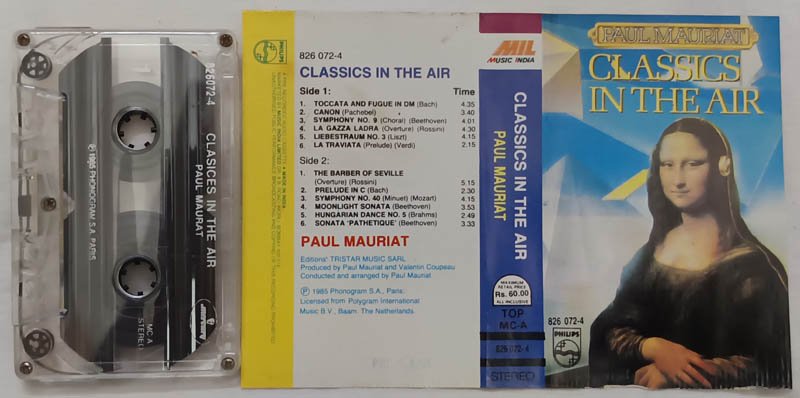 826072-4
CLASICES IN THE AIR
PAUL MAURAT
℗ 1985 PHONOGRAM S.A. PARIS
MC-A
STEREO
MERCURY
PHILIPS
826 072-4
CLASSICS IN THE AIR
Side 1: Time
1. TOCCATA AND FUGUE IN DM (Bach) 4.35
2. CANON (Pachebel) 3.40
3. SYMPHONY NO. 9 (Choral) (Beethoven) 4.01
4. LA GAZZA LADRA (Overture) (Rossini) 4.30
5. LIEBESTRAUM NO. 3 (Liszt) 4.15
6. LA TRAVIATA (Prelude) (Verdi) 2.15
Side 2:
1. THE BARBER OF SEVILLE
(Overture) (Rossini) 5.15
2. PRELUDE IN C (Bach) 2.30
3. SYMPHONY NO. 40 (Minuet) (Mozart) 4.15
4. MOONLIGHT SONATA (Beethoven) 4.15
5. HUNGARIAN DANCE NO. 5 (Brahms) 2.49
6. SONATA 'PATHETIQUE' (Beethoven) 3.33
PAUL MAURIAT
Editions' TRISTAR MUSIC SARL
Produced by Paul Mauriat and Valentin Coupeau
Conducted and arranged by Paul Mauriat
℗ 1985 Phonogram S.A., Paris:
Licensed from Polygram International
Music B.V., Baarn. The Netherlands.
MIL
MUSIC INDIA
CLASSICS IN THE AIR
PAUL MAURIAT
MAXIMUM
RETAIL PRICE
Rs. 60.00
ALL INCLUSIVE
TOP
MC-A
826 072-4
STEREO
PAUL MAURIAT
CLASSICS
IN THE AIR
826 072-4
PHILIPS